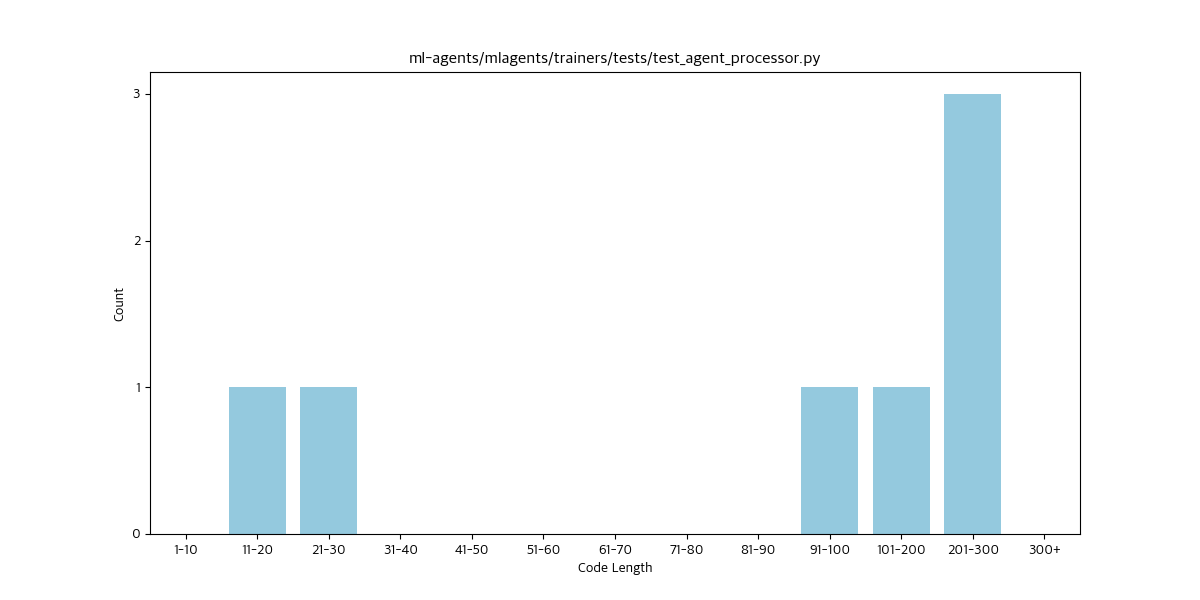 ml-agents/mlagents/trainers/tests/test_agent_processor.py
3
2
1
0
Count
1-10 11-20 21-30 31-40 41-50 51-60 61-70 71-80 81-90 91-100 101-200 201-300 300+
Code Length